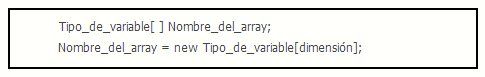 Tipo_de_variable[ ] Nombre_del_array;
Nombre_del_array = new Tipo_de_variable[dimensión];